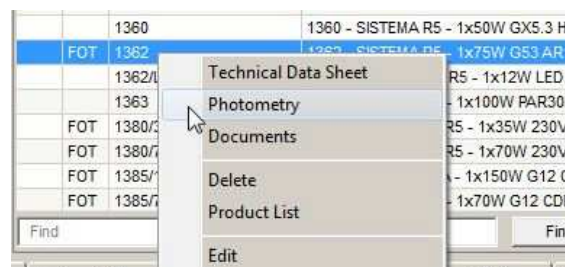 1360 1360 - SISTEMA R5 - 1x50W GX5.3 H
FOT 1362 1362 - SISTEMA R5 - 1x75W G53 AR
1362/L R5 - 1x12W LED
1363 - 1x100W PAR30
FOT 1380/3 R5 - 1x35W 230V
FOT 1380/7 R5 - 1x70W 230V
FOT 1385/1 - 1x150W G12 C
FOT 1385/7 - 1x70W G12 CD
Technical Data Sheet
Photometry
Documents
Delete
Product List
Edit
Find Fin